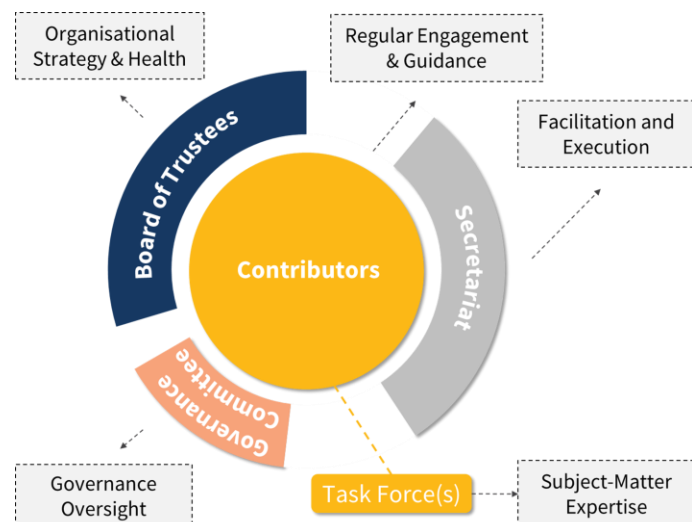 Organisational
Strategy & Health
Regular Engagement
& Guidance
Facilitation and
Execution
Board of Trustees
Contributors
Secretariat
Governance
Committee
Governance
Oversight
Task Force(s)
Subject-Matter
Expertise